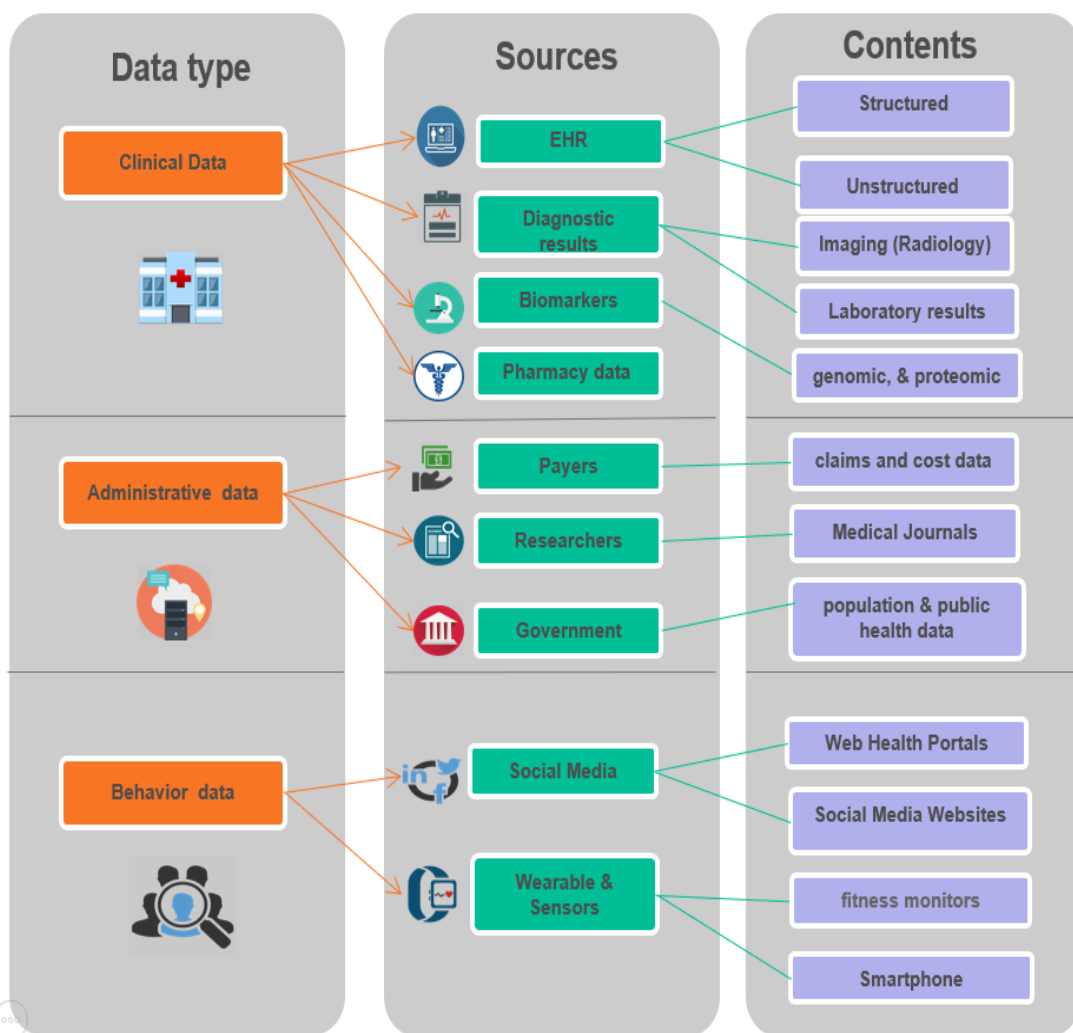 Data type
Sources
Contents
Clinical Data
EHR
Structured
Unstructured
Diagnostic
results
Imaging (Radiology)
Laboratory results
Biomarkers
genomic, & proteomic
Pharmacy data
Administrative data
Payers
claims and cost data
Researchers
Medical Journals
Government
population & public
health data
Behavior data
Social Media
Web Health Portals
Social Media Websites
Wearable &
Sensors
fitness monitors
Smartphone
in
f
$